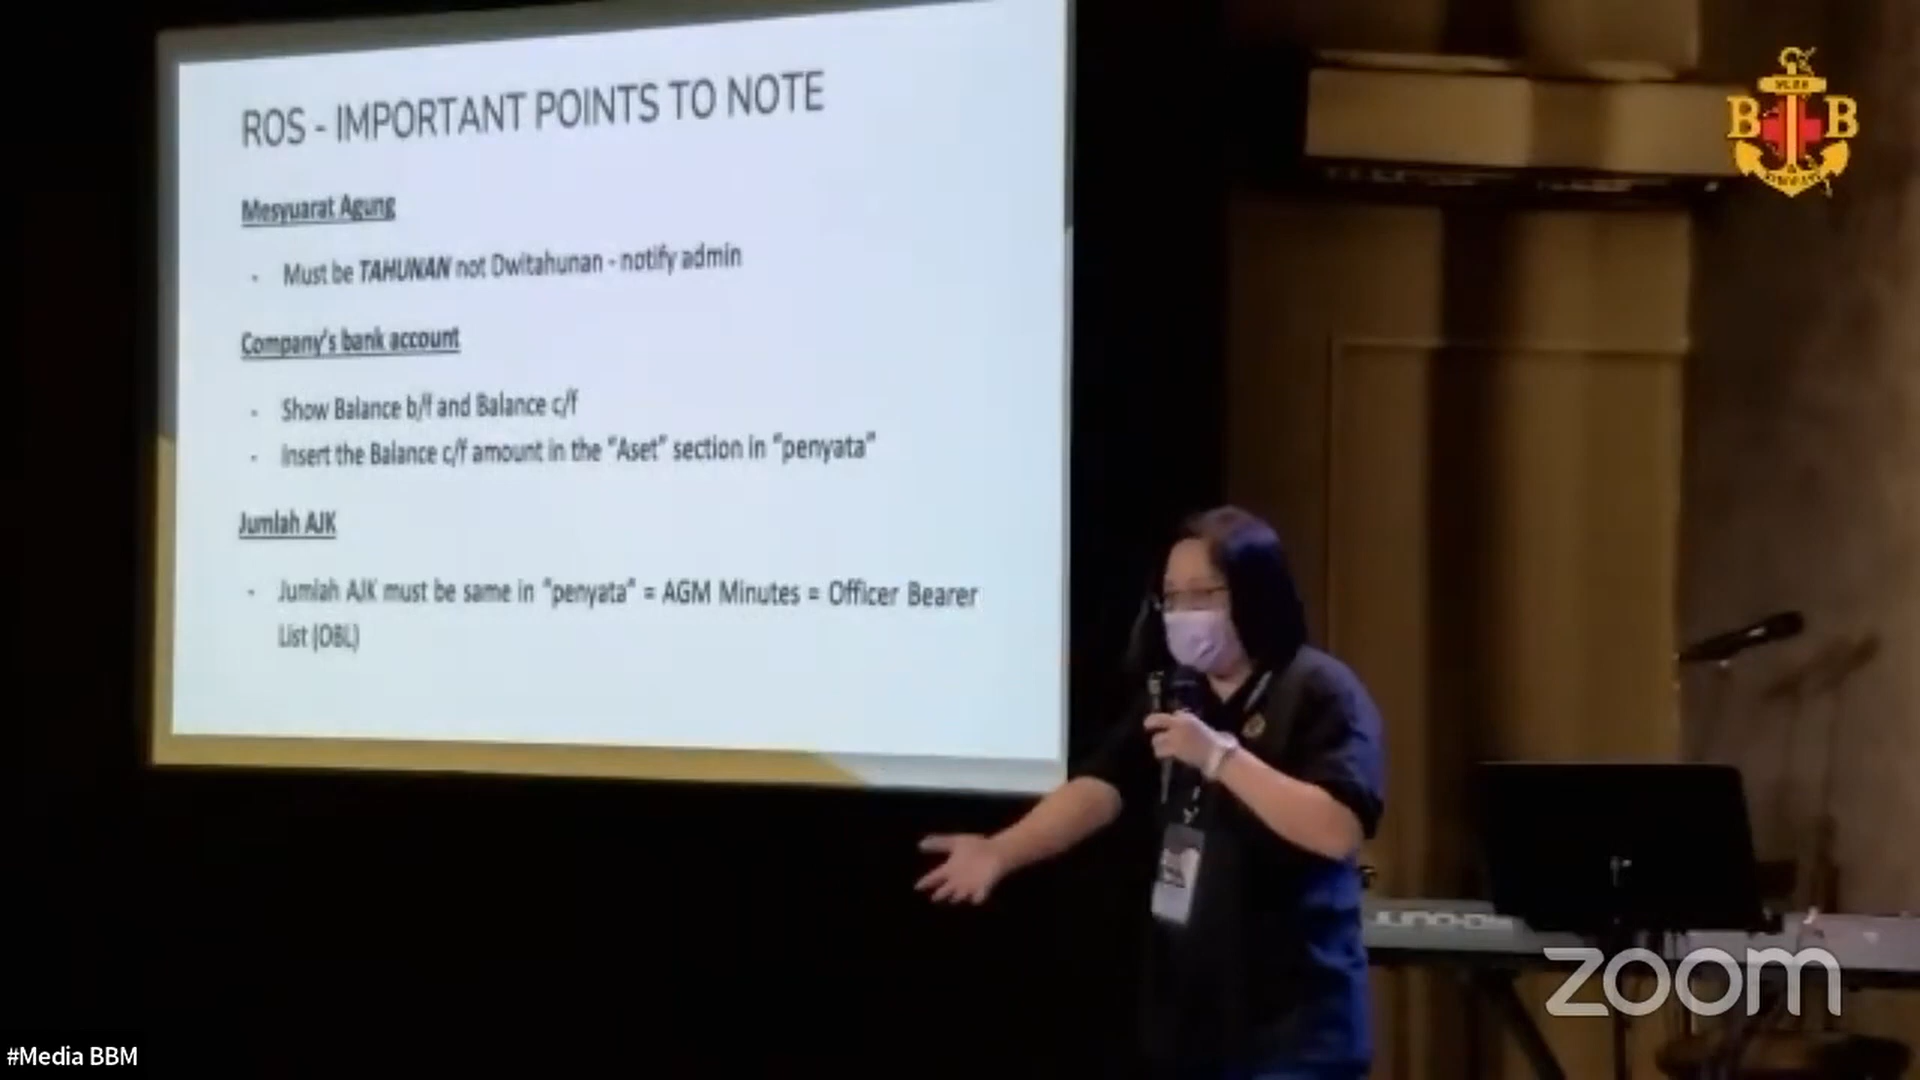 ROS - IMPORTANT POINTS TO NOTE
Mesyuarat Agung
- Must be TAHUNAN not Dwitahunan - notify admin
Company's bank account
- Show Balance b/f and Balance c/f
- Insert the Balance c/f amount in the "Aset" section in "penyata"
Jumlah AJK
- Jumlah AJK must be same in "penyata" = AGM Minutes = Officer Bearer
List (OBL)
B B
zoom
#Media BBM